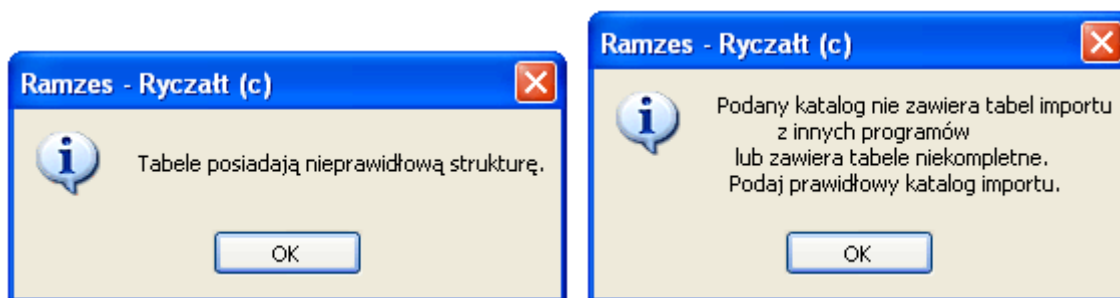 Ramzes - Ryczałt (c)
Tabele posiadają nieprawidłową strukturę.
OK
Ramzes - Ryczałt (c)
Podany katalog nie zawiera tabel importu
z innych programów
lub zawiera tabele niekompletne.
Podaj prawidłowy katalog importu.
OK